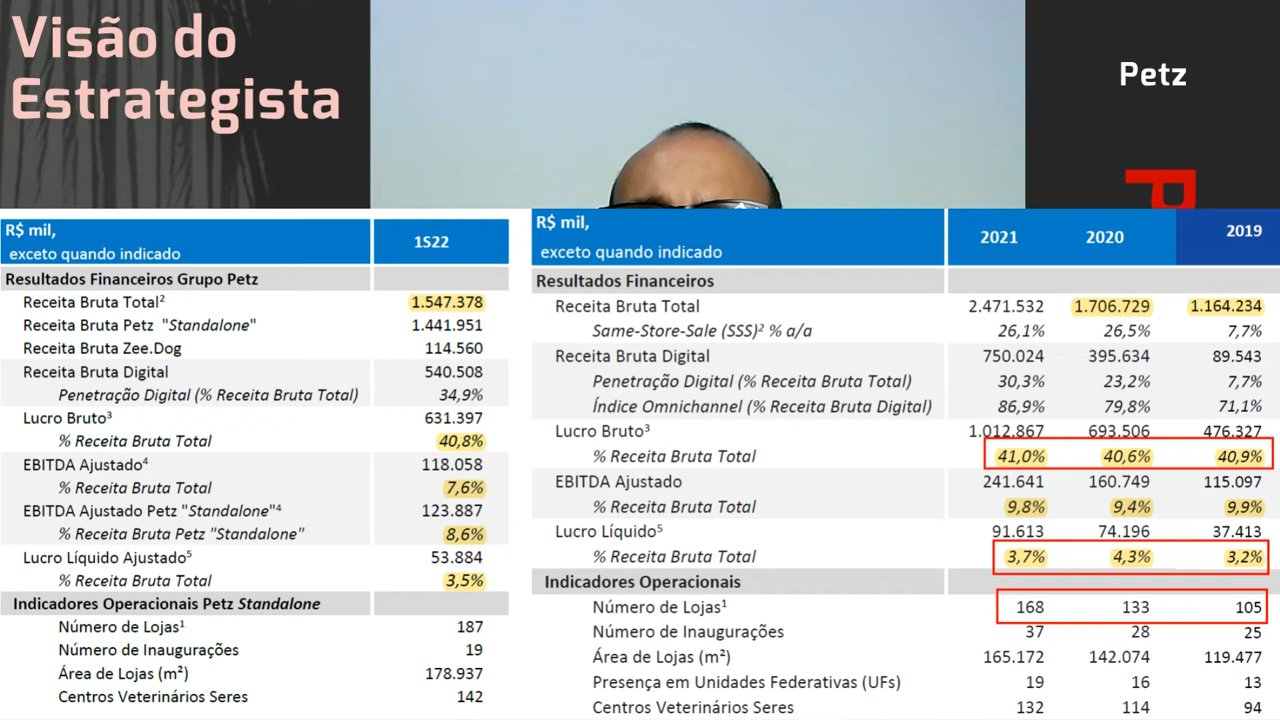 Visão do
Estrategista
Petz
P
R$ mil,
exceto quando indicado
1S22
Resultados Financeiros Grupo Petz
Receita Bruta Total² 1.547.378
Receita Bruta Petz "Standalone" 1.441.951
Receita Bruta Zee.Dog 114.560
Receita Bruta Digital 540.508
Penetração Digital (% Receita Bruta Total) 34,9%
Lucro Bruto³ 631.397
% Receita Bruta Total 40,8%
EBITDA Ajustado⁴ 118.058
% Receita Bruta Total 7,6%
EBITDA Ajustado Petz "Standalone"⁴ 123.887
% Receita Bruta Petz "Standalone" 8,6%
Lucro Líquido Ajustado⁵ 53.884
% Receita Bruta Total 3,5%
Indicadores Operacionais Petz Standalone
Número de Lojas¹ 187
Número de Inaugurações 19
Área de Lojas (m²) 178.937
Centros Veterinários Seres 142
R$ mil,
exceto quando indicado
2021 2020 2019
Resultados Financeiros
Receita Bruta Total 2.471.532 1.706.729 1.164.234
Same-Store-Sale (SSS)² % a/a 26,1% 26,5% 7,7%
Receita Bruta Digital 750.024 395.634 89.543
Penetração Digital (% Receita Bruta Total) 30,3% 23,2% 7,7%
Índice Omnichannel (% Receita Bruta Digital) 86,9% 79,8% 71,1%
Lucro Bruto³ 1.012.867 693.506 476.327
% Receita Bruta Total 41,0% 40,6% 40,9%
EBITDA Ajustado 241.641 160.749 115.097
% Receita Bruta Total 9,8% 9,4% 9,9%
Lucro Líquido⁵ 91.613 74.196 37.413
% Receita Bruta Total 3,7% 4,3% 3,2%
Indicadores Operacionais
Número de Lojas¹ 168 133 105
Número de Inaugurações 37 28 25
Área de Lojas (m²) 165.172 142.074 119.477
Presença em Unidades Federativas (UFs) 19 16 13
Centros Veterinários Seres 132 114 94